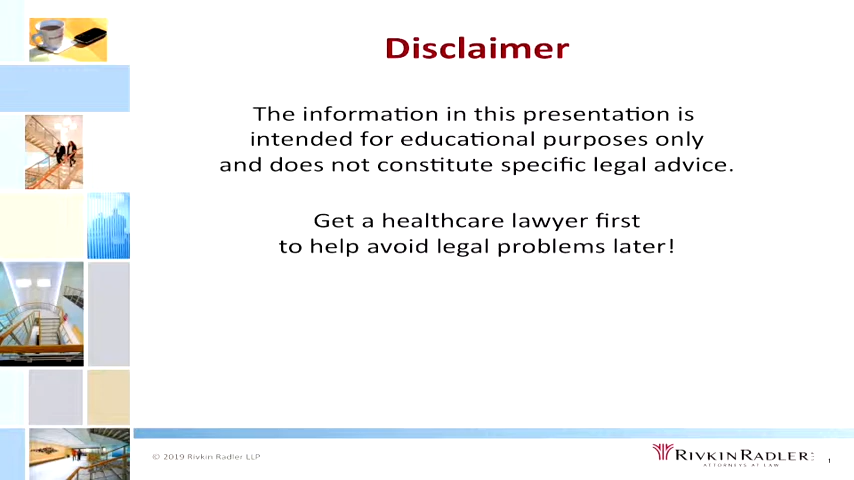 Disclaimer
The information in this presentation is
intended for educational purposes only
and does not constitute specific legal advice.
Get a healthcare lawyer first
to help avoid legal problems later!
© 2019 Rivkin Radler LLP
RIVKIN RADLER
ATTORNEYS AT LAW
1